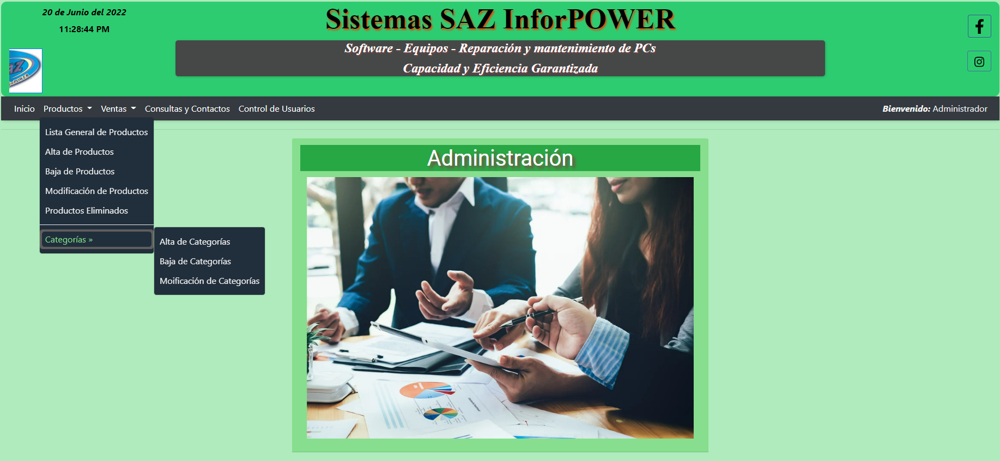 20 de Junio del 2022
11:28:44 PM
Sistemas SAZ InforPOWER
Software - Equipos - Reparación y mantenimiento de PCs
Capacidad y Eficiencia Garantizada
Inicio Productos Ventas Consultas y Contactos Control de Usuarios Bienvenido: Administrador
Lista General de Productos
Alta de Productos
Baja de Productos
Modificación de Productos
Productos Eliminados
Categorías »
Alta de Categorías
Baja de Categorías
Moificación de Categorías
Administración